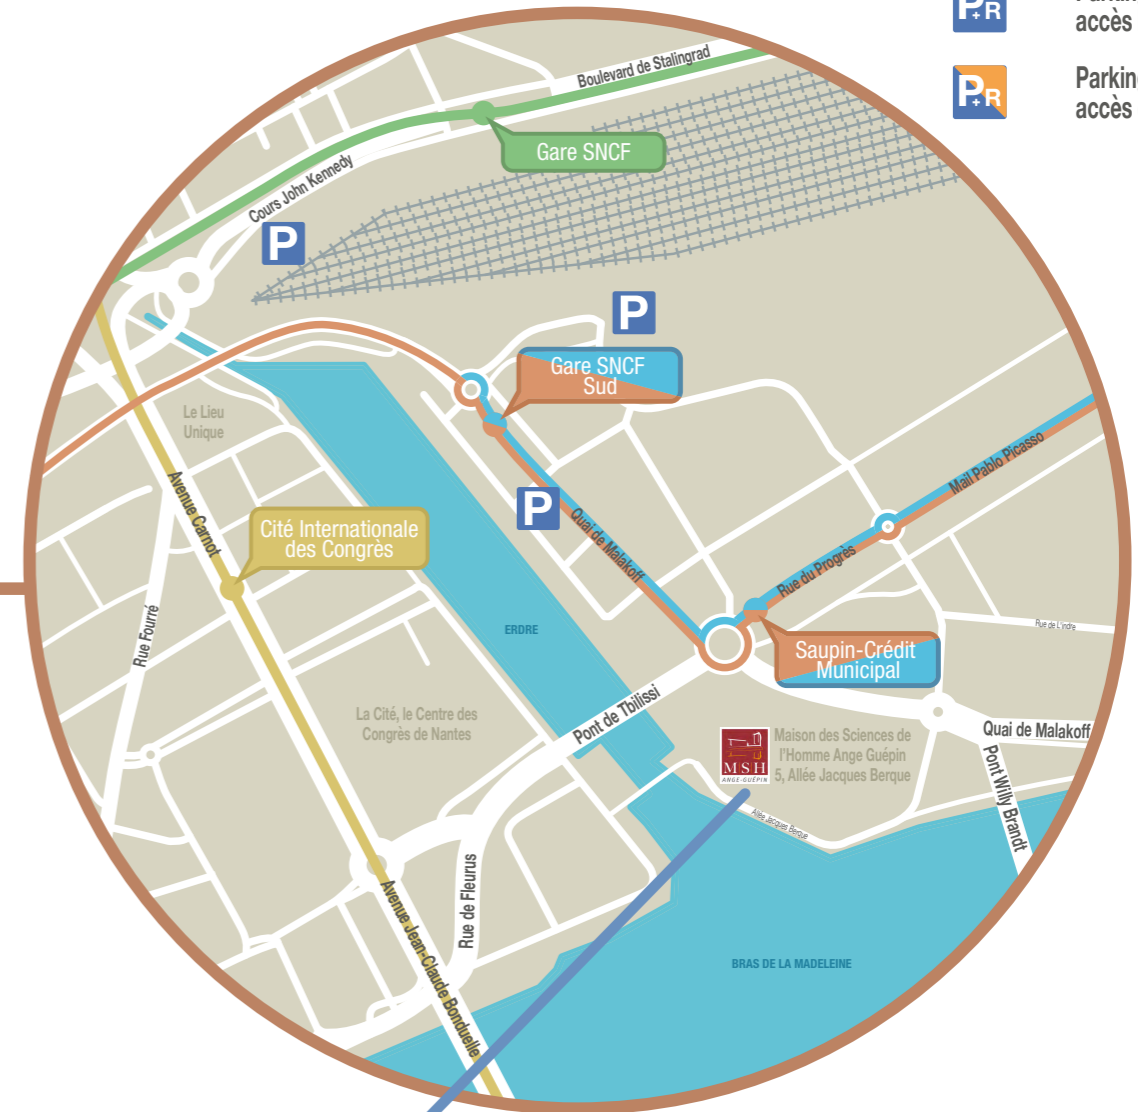 P+R
accès
P+R
Parking
accès
Boulevard de Stalingrad
Gare SNCF
Cours John Kennedy
P
P
Gare SNCF
Sud
Le Lieu
Unique
Mail Pablo Picasso
Avenue Carnot
P
Cité Internationale
des Congrès
Quai de Malakoff
Rue du Progrès
Rue Fourré
ERDRE
Rue de L'indre
Saupin-Crédit
Municipal
Pont de Tbilissi
La Cité, le Centre des
Congrès de Nantes
Quai de Malakoff
MSH
ANGE-GUÉPIN
Maison des Sciences de
l'Homme Ange Guépin
5, Allée Jacques Berque
Pont Willy Brandt
Allée Jacques Berque
Rue de Fleurus
Avenue Jean-Claude Bonduelle
BRAS DE LA MADELEINE